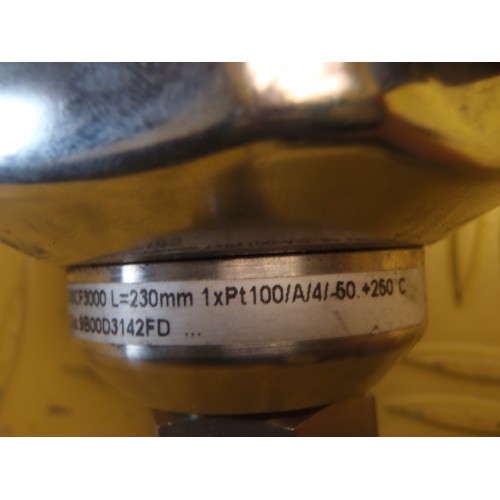 L=230mm 1xPt100/A/4/-50.+250°C
9B00D3142FD ...